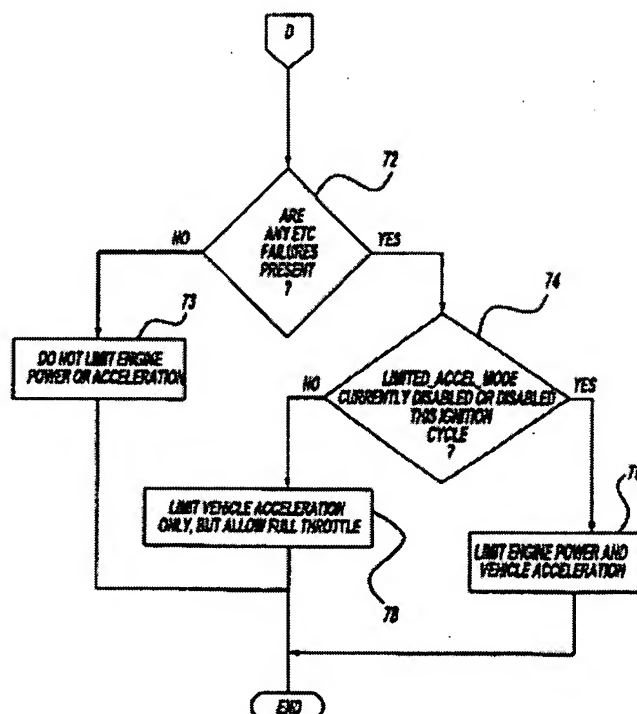 D
72
ARE
ANY ETC
FAILURES
PRESENT
?
NO
YES
74
73
DO NOT LIMIT ENGINE
POWER OR ACCELERATION
LIMITED_ACCEL_MODE
CURRENTLY DISABLED OR DISABLED
THIS IGNITION
CYCLE
?
NO
YES
LIMIT VEHICLE ACCELERATION
ONLY, BUT ALLOW FULL THROTTLE
LIMIT ENGINE POWER AND
VEHICLE ACCELERATION
78
END